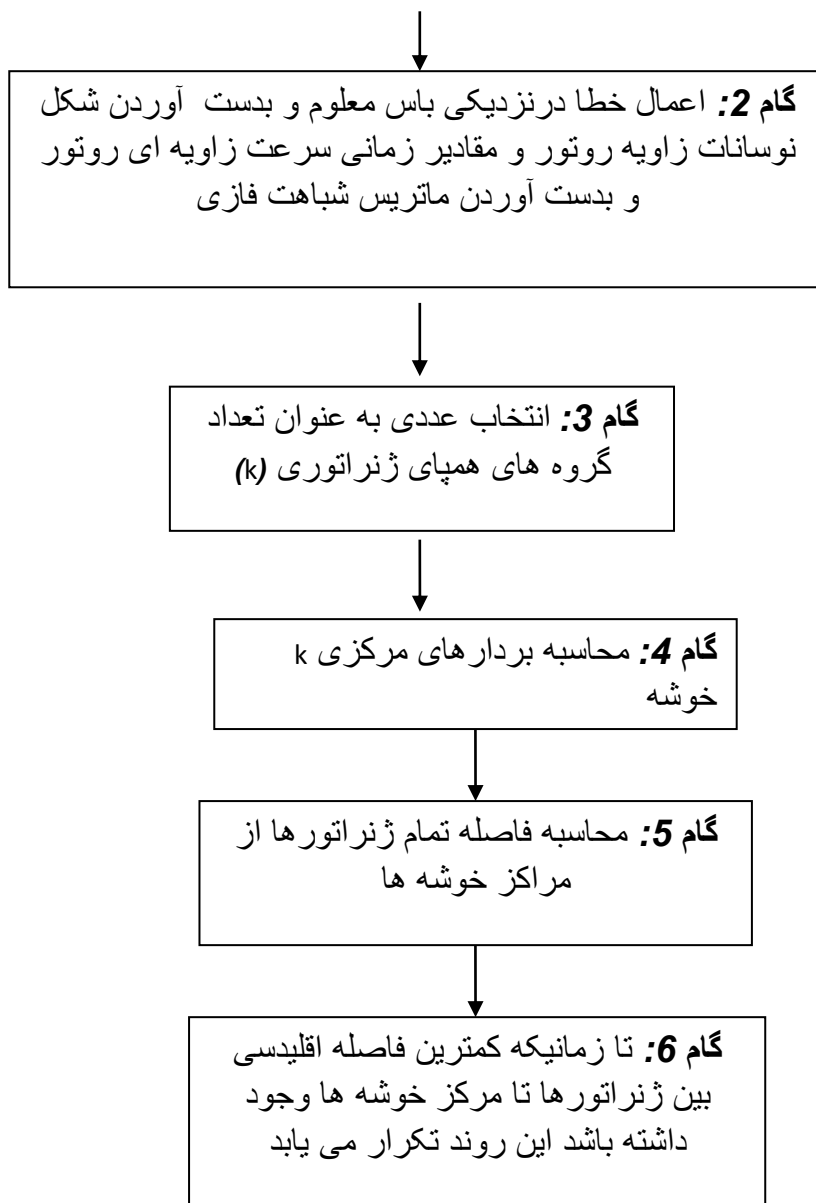 گام 2: اعمال خطا درنزدیکی باس معلوم و بدست آوردن شکل
نوسانات زاویه روتور و مقادیر زمانی سرعت زاویه ای روتور
و بدست آوردن ماتریس شباهت فازی
گام 3: انتخاب عددی به عنوان تعداد
گروه های همپای ژنراتوری (k)
گام 4: محاسبه بردارهای مرکزی k
خوشه
گام 5: محاسبه فاصله تمام ژنراتورها از
مراکز خوشه ها
گام 6: تا زمانیکه کمترین فاصله اقلیدسی
بین ژنراتورها تا مرکز خوشه ها وجود
داشته باشد این روند تکرار می یابد